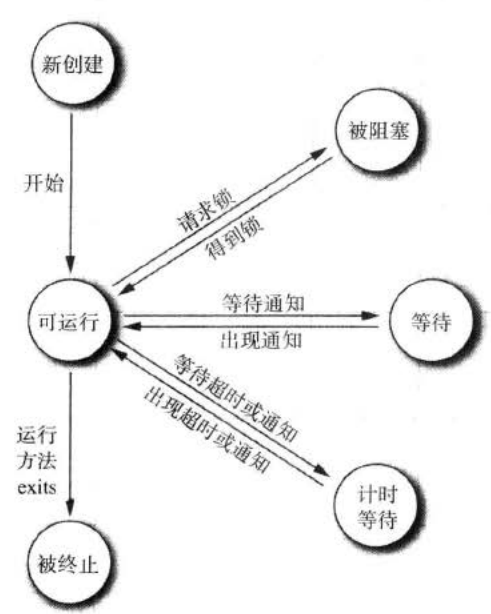 新创建
被阻塞
开始
请求锁
得到锁
可运行
等待通知
出现通知
等待
等待超时或通知
出现超时或通知
运行
方法
exits
计时
等待
被终止